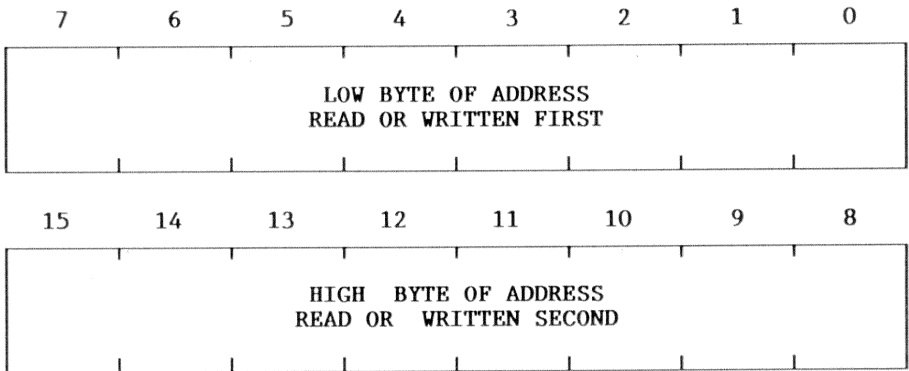 7 6 5 4 3 2 1 0
LOW BYTE OF ADDRESS
READ OR WRITTEN FIRST
15 14 13 12 11 10 9 8
HIGH BYTE OF ADDRESS
READ OR WRITTEN SECOND